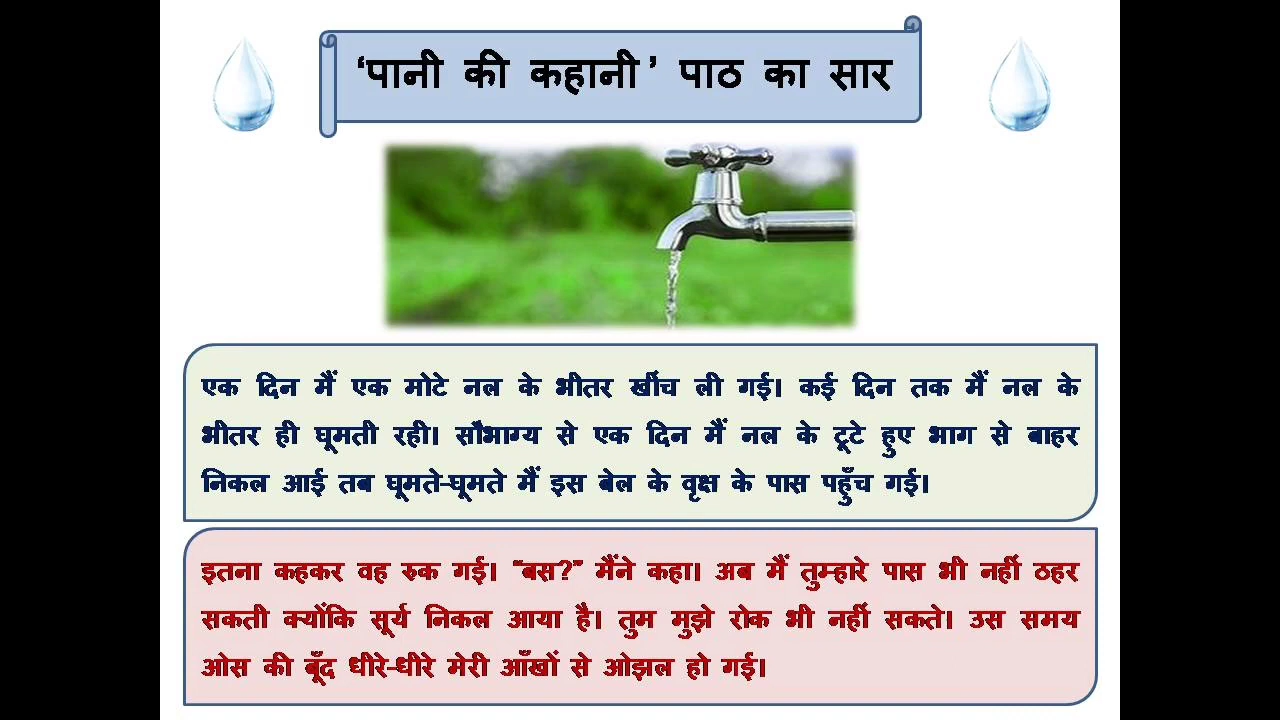 ‘पानी की कहानी’ पाठ का सार
एक दिन मैं एक मोटे नल के भीतर खींच ली गई। कई दिन तक मैं नल के
भीतर ही घूमती रही। सौभाग्य से एक दिन मैं नल के टूटे हुए भाग से बाहर
निकल आई तब घूमते-घूमते मैं इस बेल के वृक्ष के पास पहुँच गई।
इतना कहकर वह रुक गई। “बस?” मैंने कहा। अब मैं तुम्हारे पास भी नहीं ठहर
सकती क्योंकि सूर्य निकल आया है। तुम मुझे रोक भी नहीं सकते। उस समय
ओस की बूँद धीरे-धीरे मेरी आँखों से ओझल हो गई।